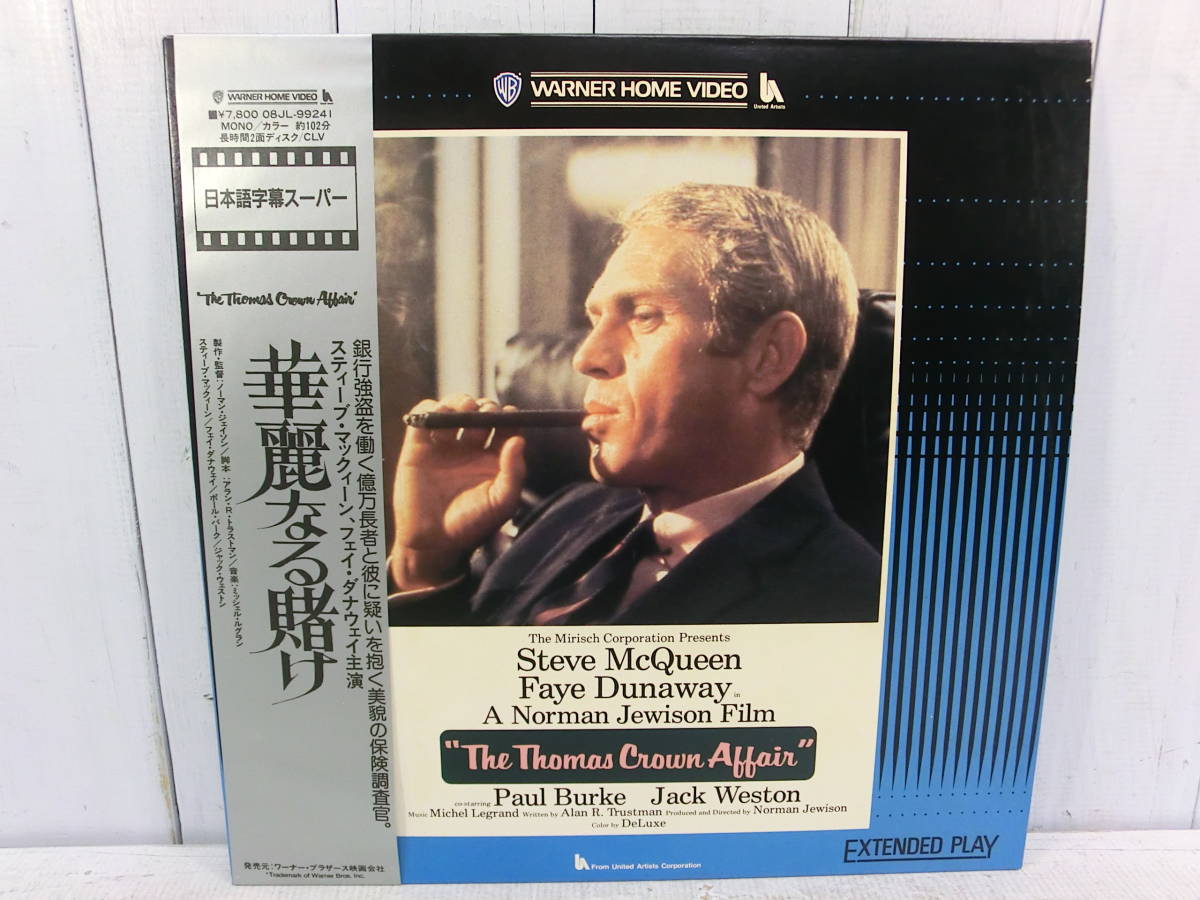 WB WARNER HOME VIDEO UA
■¥7,800 08JL-99241
MONO/カラー 約102分
長時間2面ディスク/CLV
日本語字幕スーパー
"The Thomas Crown Affair"
銀行強盗を働く億万長者と彼に疑いを抱く美貌の保険調査官。
スティーブ・マックィーン、フェイ・ダナウェイ主演
華麗なる賭け
製作・監督:ノーマン・ジェイソン/脚本:アラン・R・トラストマン/音楽:ミッシェル・ルグラン
スティーブ・マックィーン/フェイ・ダナウェイ/ポール・バーク/ジャック・ウェストン
発売元:ワーナー・ブラザース映画会社
*Trademark of Warner Bros. Inc.
WB WARNER HOME VIDEO UA
United Artists
The Mirisch Corporation Presents
Steve McQueen
Faye Dunaway in
A Norman Jewison Film
"The Thomas Crown Affair"
co-starring Paul Burke Jack Weston
Music Michel Legrand Written by Alan R. Trustman Produced and Directed by Norman Jewison
Color by DeLuxe
UA From United Artists Corporation
EXTENDED PLAY